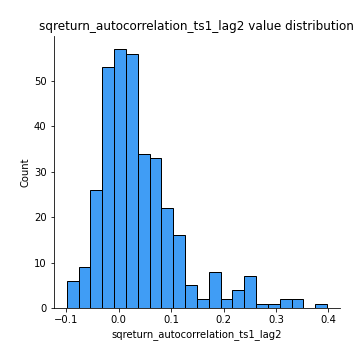 sqreturn_autocorrelation_ts1_lag2 value distribution
50
40
30
20
10
0
Count
−0.1 0.0 0.1 0.2 0.3 0.4
sqreturn_autocorrelation_ts1_lag2